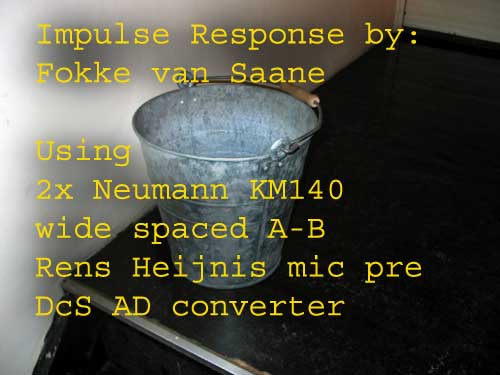 Impulse Response by:
Fokke van Saane
Using
2x Neumann KM140
wide spaced A-B
Rens Heijnis mic pre
DcS AD converter